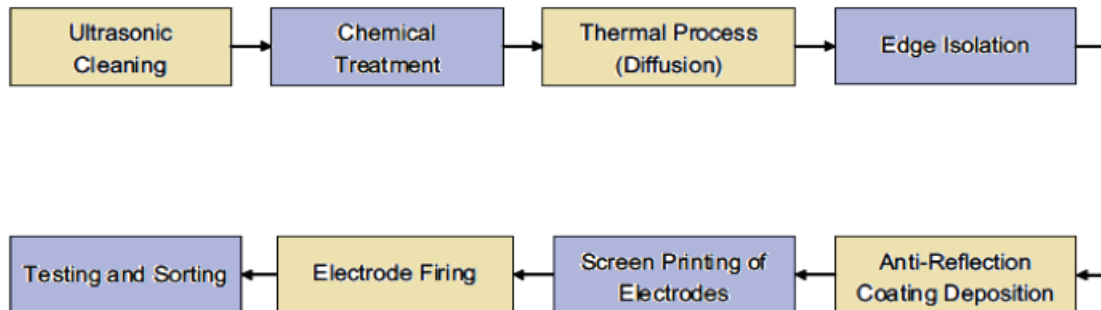 Ultrasonic
Cleaning
Chemical
Treatment
Thermal Process
(Diffusion)
Edge Isolation
Anti-Reflection
Coating Deposition
Screen Printing of
Electrodes
Electrode Firing
Testing and Sorting